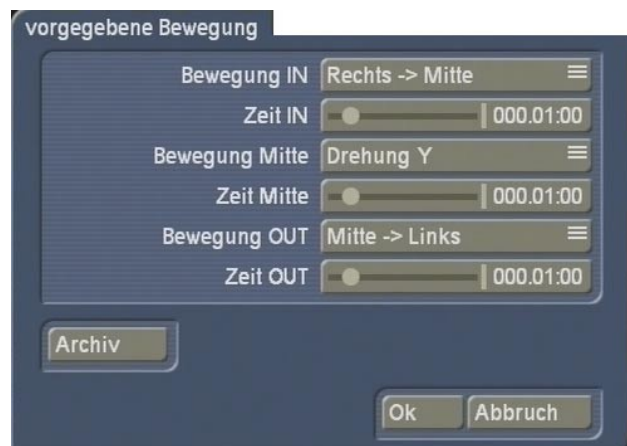 vorgegebene Bewegung
Bewegung IN Rechts -> Mitte
Zeit IN 000.01:00
Bewegung Mitte Drehung Y
Zeit Mitte 000.01:00
Bewegung OUT Mitte -> Links
Zeit OUT 000.01:00
Archiv
Ok Abbruch